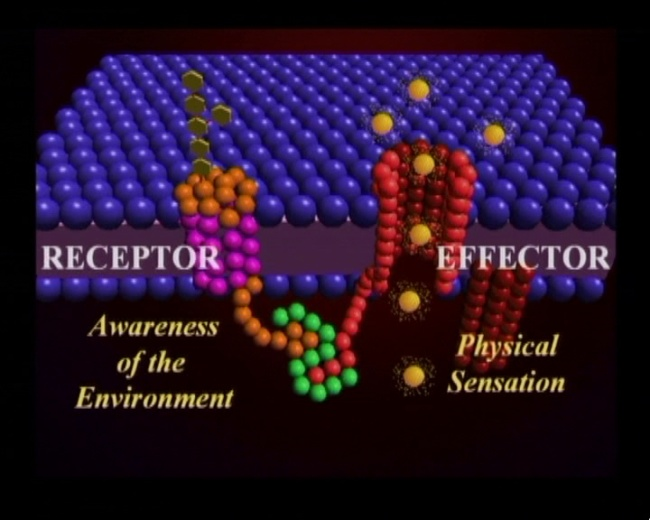 RECEPTOR
EFFECTOR
Awareness
of the
Environment
Physical
Sensation